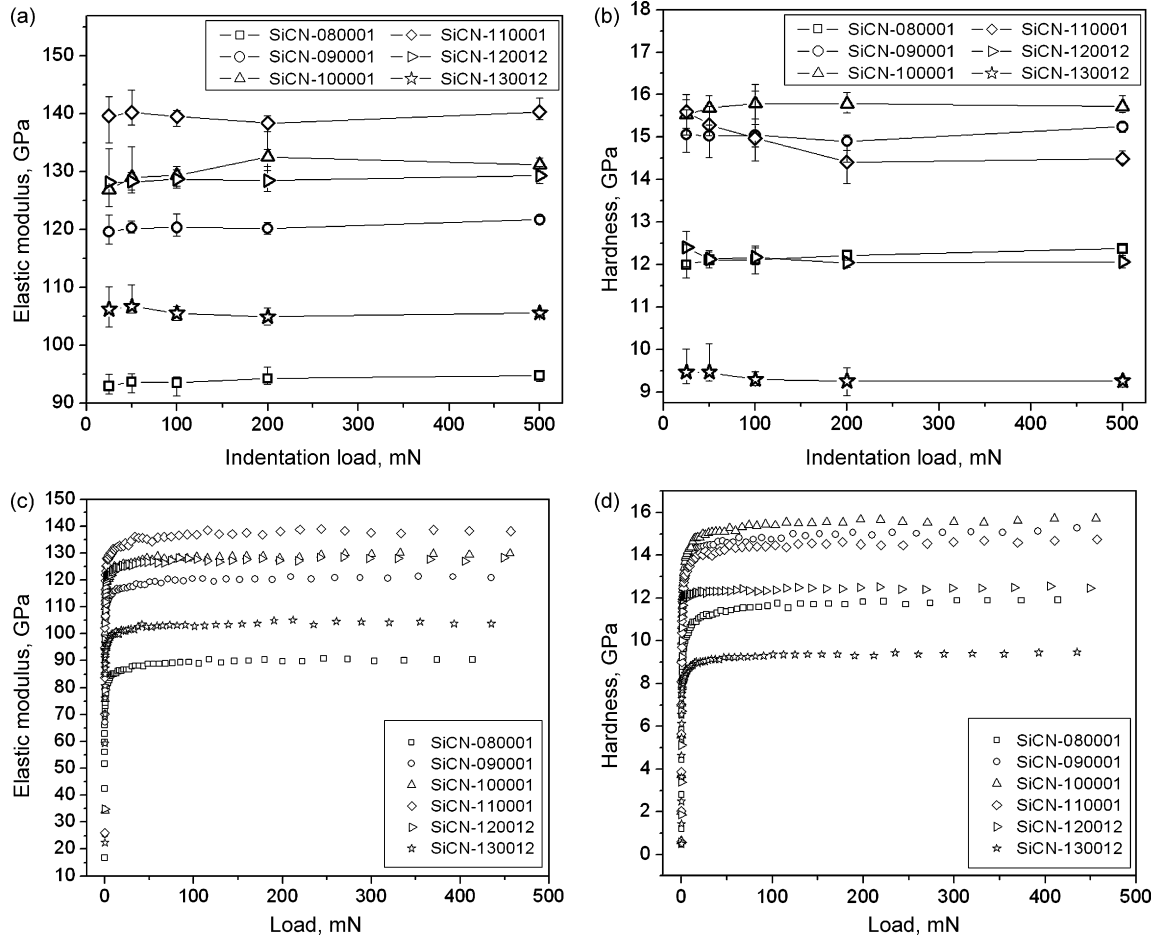 (a)
SiCN-080001 SiCN-110001
SiCN-090001 SiCN-120012
SiCN-100001 SiCN-130012
Elastic modulus, GPa
150
140
130
120
110
100
90
0 100 200 300 400 500
Indentation load, mN
(b)
SiCN-080001 SiCN-110001
SiCN-090001 SiCN-120012
SiCN-100001 SiCN-130012
Hardness, GPa
18
17
16
15
14
13
12
11
10
9
0 100 200 300 400 500
Indentation load, mN
(c)
Elastic modulus, GPa
150
140
130
120
110
100
90
80
70
60
50
40
30
20
10
SiCN-080001
SiCN-090001
SiCN-100001
SiCN-110001
SiCN-120012
SiCN-130012
0 100 200 300 400 500
Load, mN
(d)
Hardness, GPa
16
14
12
10
8
6
4
2
0
SiCN-080001
SiCN-090001
SiCN-100001
SiCN-110001
SiCN-120012
SiCN-130012
0 100 200 300 400 500
Load, mN